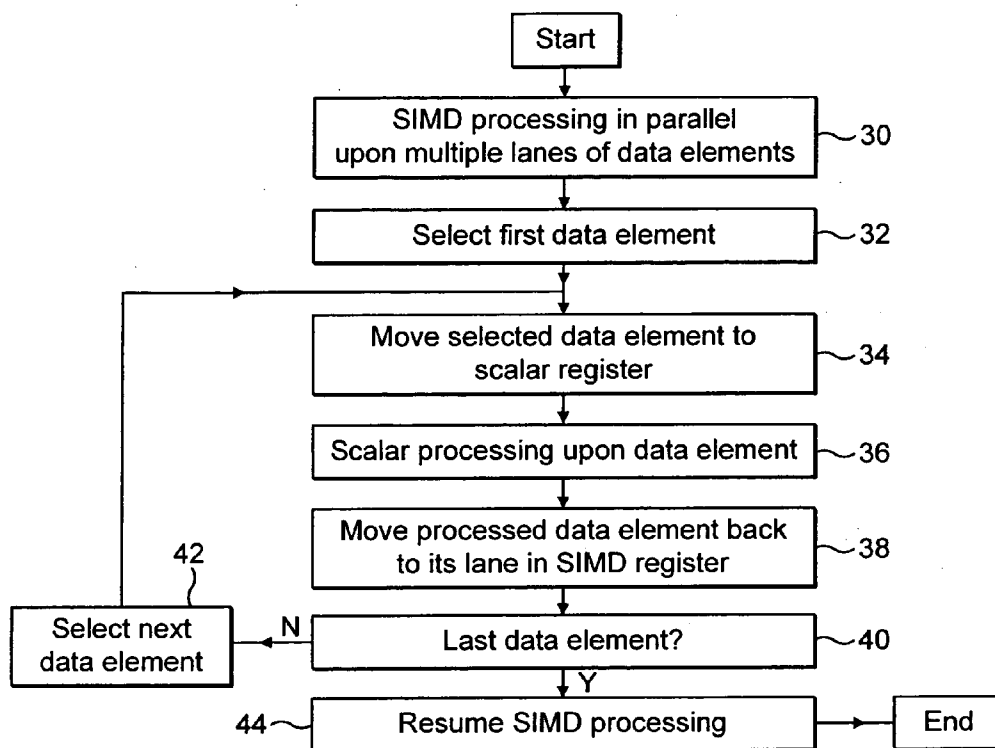 Start
SIMD processing in parallel
upon multiple lanes of data elements
30
Select first data element
32
Move selected data element to
scalar register
34
Scalar processing upon data element
36
Move processed data element back
to its lane in SIMD register
38
42
Select next
data element
N
Last data element?
40
Y
44
Resume SIMD processing
End